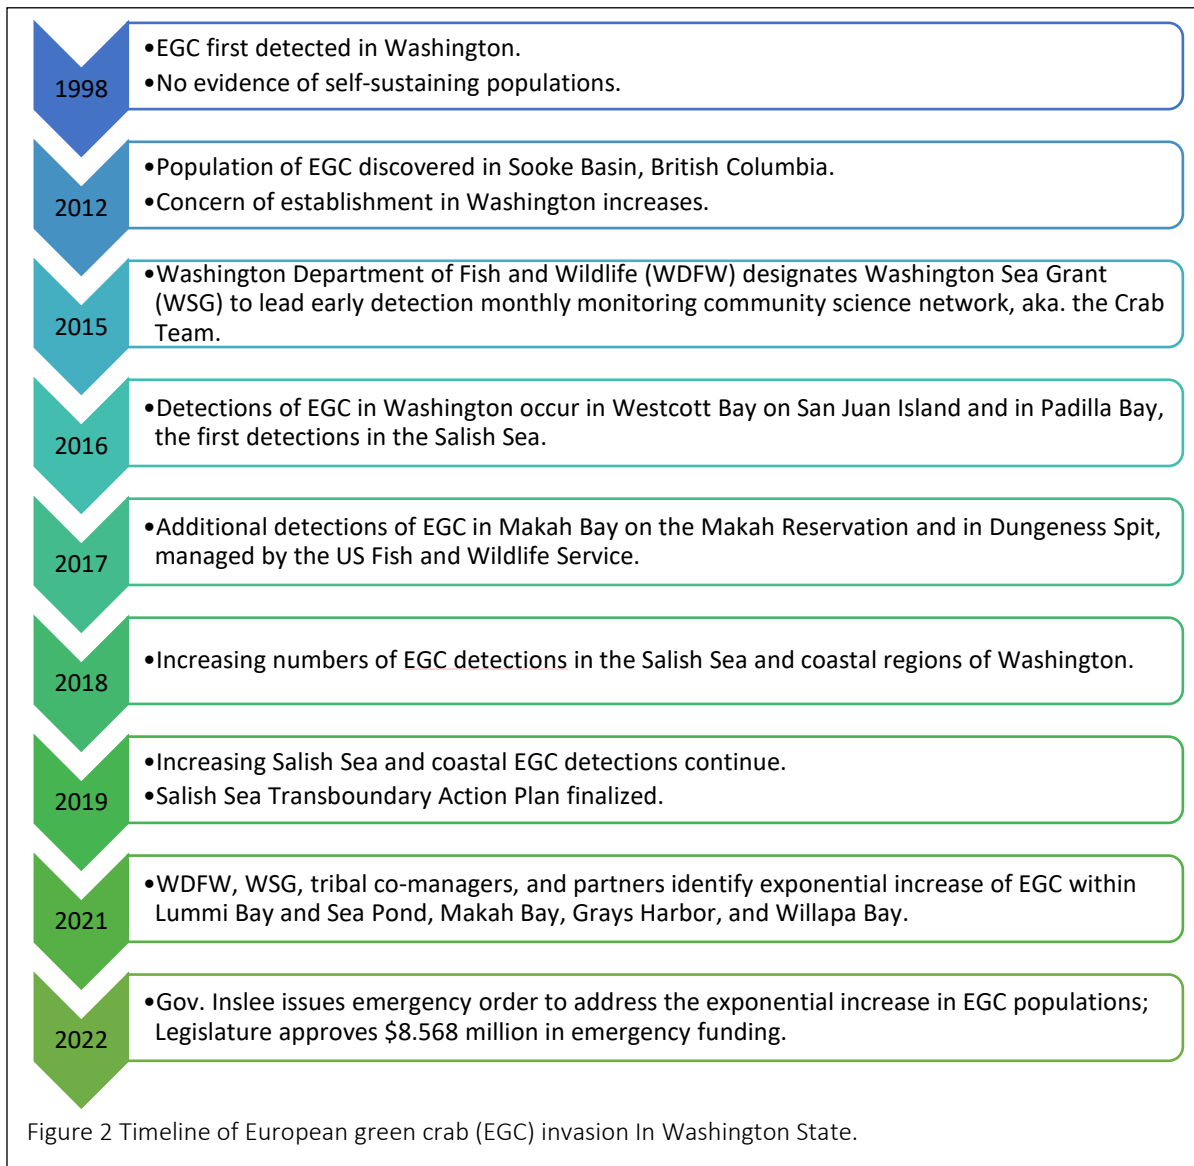 1998
•EGC first detected in Washington.
•No evidence of self-sustaining populations.
2012
•Population of EGC discovered in Sooke Basin, British Columbia.
•Concern of establishment in Washington increases.
2015
•Washington Department of Fish and Wildlife (WDFW) designates Washington Sea Grant
(WSG) to lead early detection monthly monitoring community science network, aka. the Crab
Team.
2016
•Detections of EGC in Washington occur in Westcott Bay on San Juan Island and in Padilla Bay,
the first detections in the Salish Sea.
2017
•Additional detections of EGC in Makah Bay on the Makah Reservation and in Dungeness Spit,
managed by the US Fish and Wildlife Service.
2018
•Increasing numbers of EGC detections in the Salish Sea and coastal regions of Washington.
2019
•Increasing Salish Sea and coastal EGC detections continue.
•Salish Sea Transboundary Action Plan finalized.
2021
•WDFW, WSG, tribal co-managers, and partners identify exponential increase of EGC within
Lummi Bay and Sea Pond, Makah Bay, Grays Harbor, and Willapa Bay.
2022
•Gov. Inslee issues emergency order to address the exponential increase in EGC populations;
Legislature approves $8.568 million in emergency funding.
Figure 2 Timeline of European green crab (EGC) invasion In Washington State.